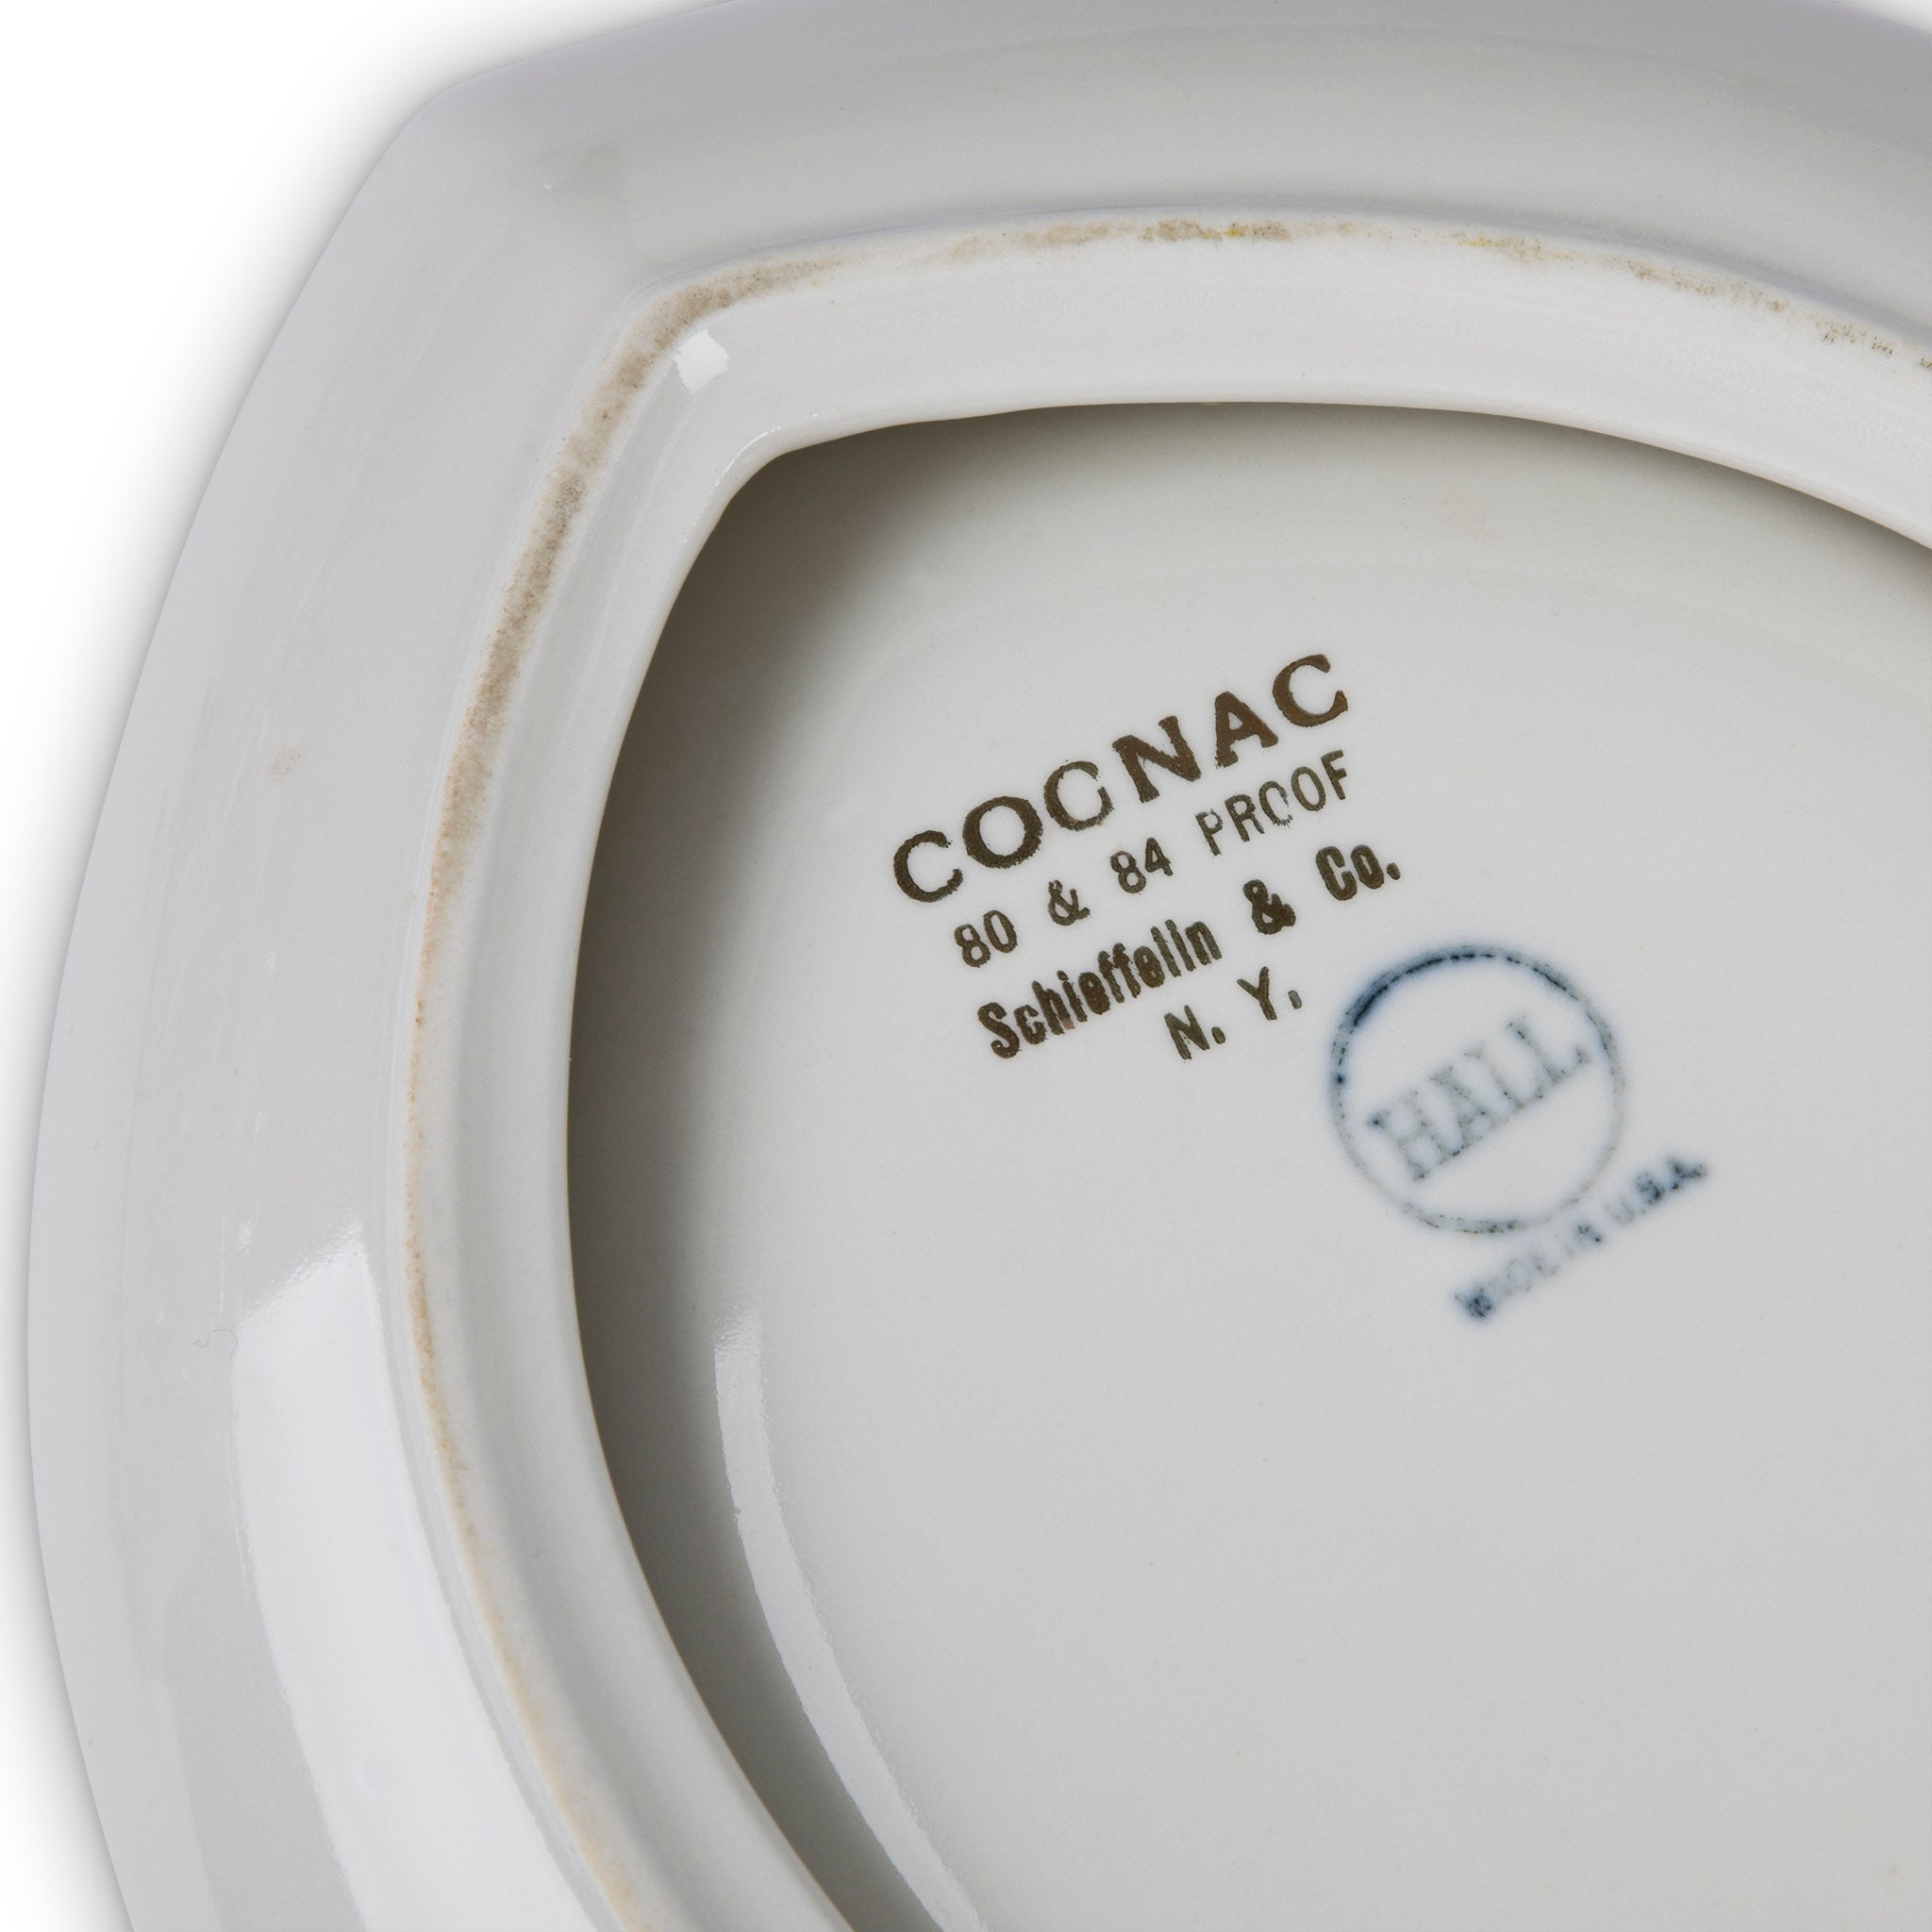 COGNAC
80 & 84 PROOF
Schieffelin & Co.
N. Y.
HALL
MADE IN U.S.A.